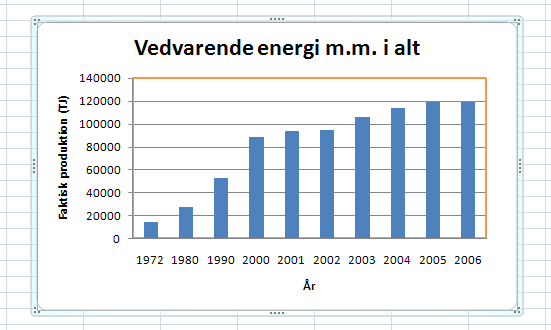 Vedvarende energi m.m. i alt
Faktisk produktion (TJ)
140000
120000
100000
80000
60000
40000
20000
0
1972 1980 1990 2000 2001 2002 2003 2004 2005 2006
År